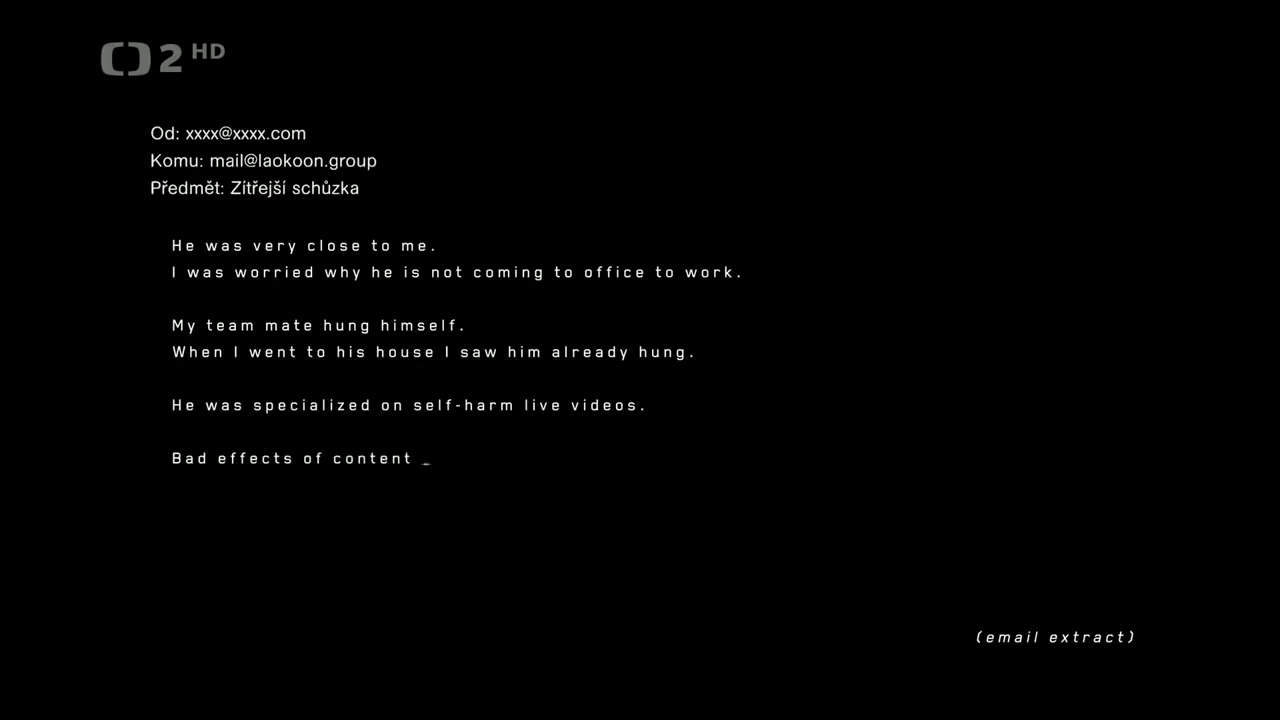 2 HD
Od: xxxx@xxxx.com
Komu: mail@laokoon.group
Předmět: Zítřejší schůzka
He was very close to me.
I was worried why he is not coming to office to work.
My team mate hung himself.
When I went to his house I saw him already hung.
He was specialized on self-harm live videos.
Bad effects of content _
(email extract)